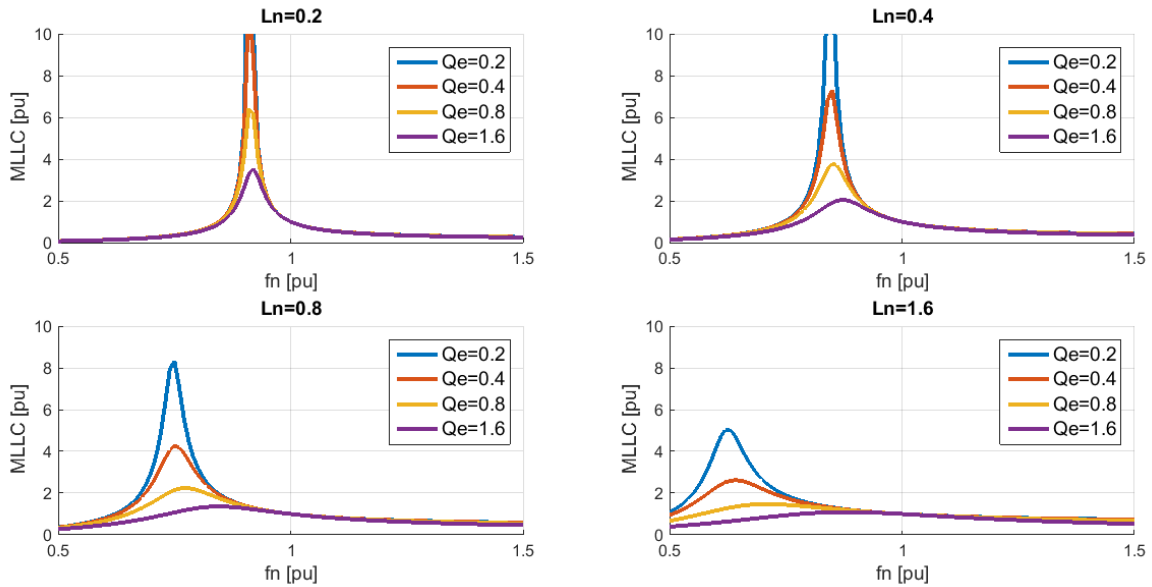 Ln=0.2
10
8
6
4
2
0
MLLC [pu]
0.5
1
1.5
fn [pu]
Qe=0.2
Qe=0.4
Qe=0.8
Qe=1.6
Ln=0.4
10
8
6
4
2
0
MLLC [pu]
0.5
1
1.5
fn [pu]
Qe=0.2
Qe=0.4
Qe=0.8
Qe=1.6
Ln=0.8
10
8
6
4
2
0
MLLC [pu]
0.5
1
1.5
fn [pu]
Qe=0.2
Qe=0.4
Qe=0.8
Qe=1.6
Ln=1.6
10
8
6
4
2
0
MLLC [pu]
0.5
1
1.5
fn [pu]
Qe=0.2
Qe=0.4
Qe=0.8
Qe=1.6